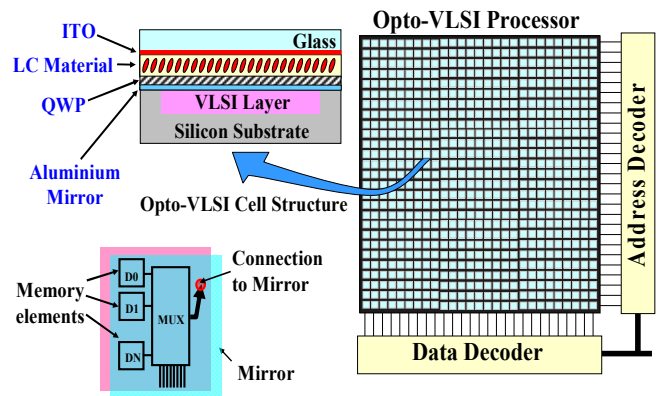 Opto-VLSI Processor
ITO
Glass
LC Material
QWP
VLSI Layer
Silicon Substrate
Aluminium
Mirror
Opto-VLSI Cell Structure
Address Decoder
D0
D1
DN
MUX
Connection
to Mirror
Memory
elements
Mirror
Data Decoder